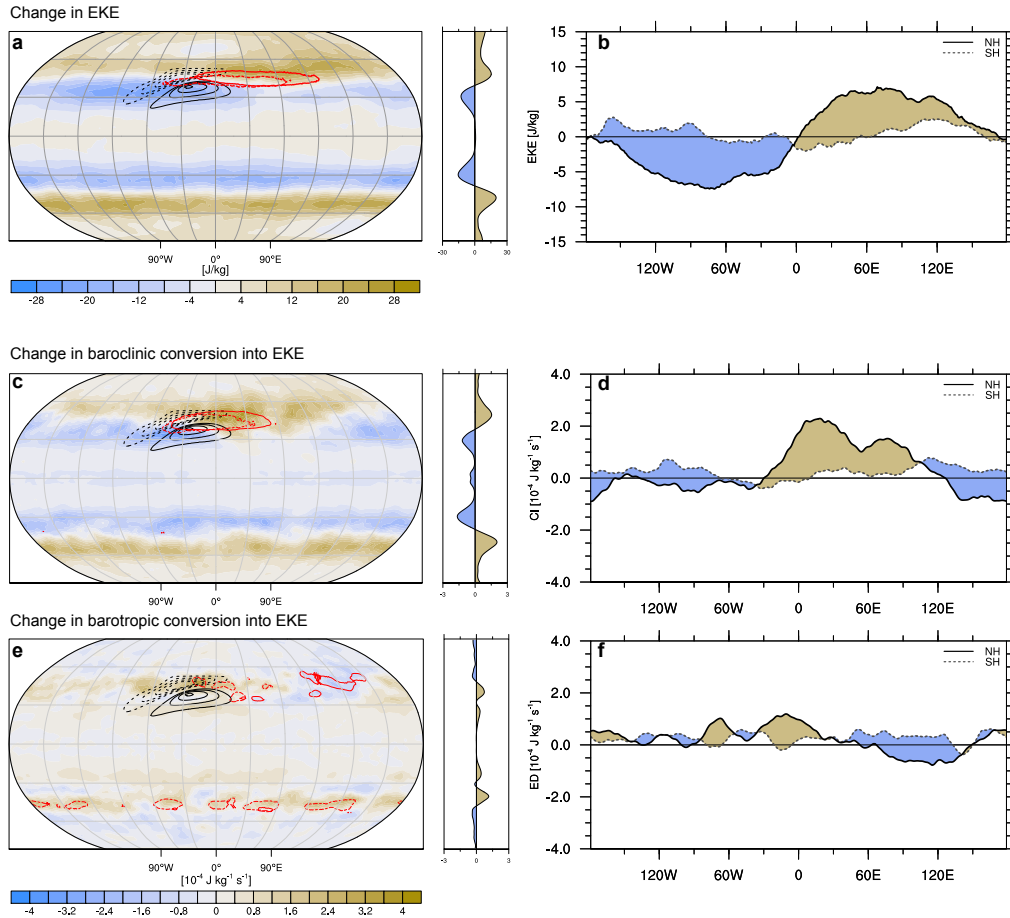 Change in EKE
a
90°W 0° 90°E
[J/kg]
-28 -20 -12 -4 4 12 20 28
-30 0 30
b
NH
SH
EKE [J/kg]
15
10
5
0
-5
-10
-15
120W 60W 0 60E 120E
Change in baroclinic conversion into EKE
c
90°W 0° 90°E
-3 0 3
d
NH
SH
CI [10⁻⁴ J kg⁻¹ s⁻¹]
4.0
2.0
0.0
-2.0
-4.0
120W 60W 0 60E 120E
Change in barotropic conversion into EKE
e
90°W 0° 90°E
[10⁻⁴ J kg⁻¹ s⁻¹]
-4 -3.2 -2.4 -1.6 -0.8 0 0.8 1.6 2.4 3.2 4
-3 0 3
f
NH
SH
ED [10⁻⁴ J kg⁻¹ s⁻¹]
4.0
2.0
0.0
-2.0
-4.0
120W 60W 0 60E 120E